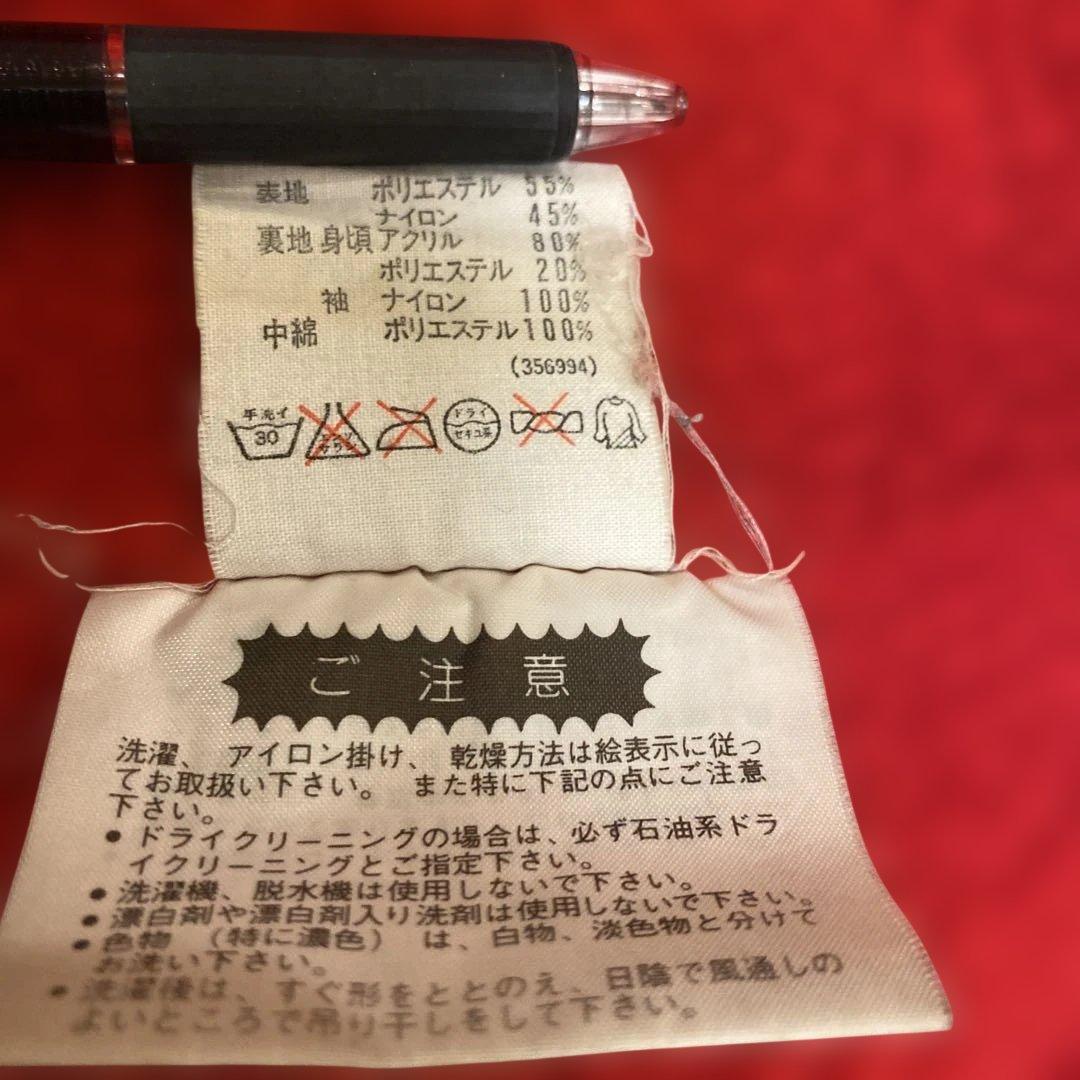 表地 ポリエステル 55%
ナイロン 45%
裏地 身頃 アクリル 80%
ポリエステル 20%
袖 ナイロン 100%
中綿 ポリエステル 100%
(356994)
手洗イ 30
エンソサラシ
ドライ
セキユ系
ご注意
洗濯、アイロン掛け、乾燥方法は絵表示に従っ
てお取扱い下さい。 また特に下記の点にご注意
下さい。
●ドライクリーニングの場合は、必ず石油系ドラ
イクリーニングとご指定下さい。
●洗濯機、脱水機は使用しないで下さい。
●漂白剤や漂白剤入り洗剤は使用しないで下さい。
●色物 (特に濃色) は、白物、淡色物と分けて
お洗い下さい。
●洗濯後は、すぐ形をととのえ、日陰で風通しの
よいところで吊り干しをして下さい。